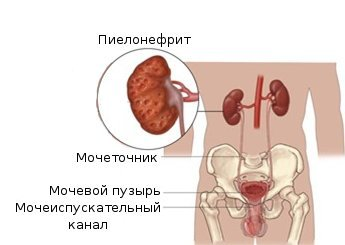 Пиелонефрит
Мочеточник
Мочевой пузырь
Мочеиспускательный
канал